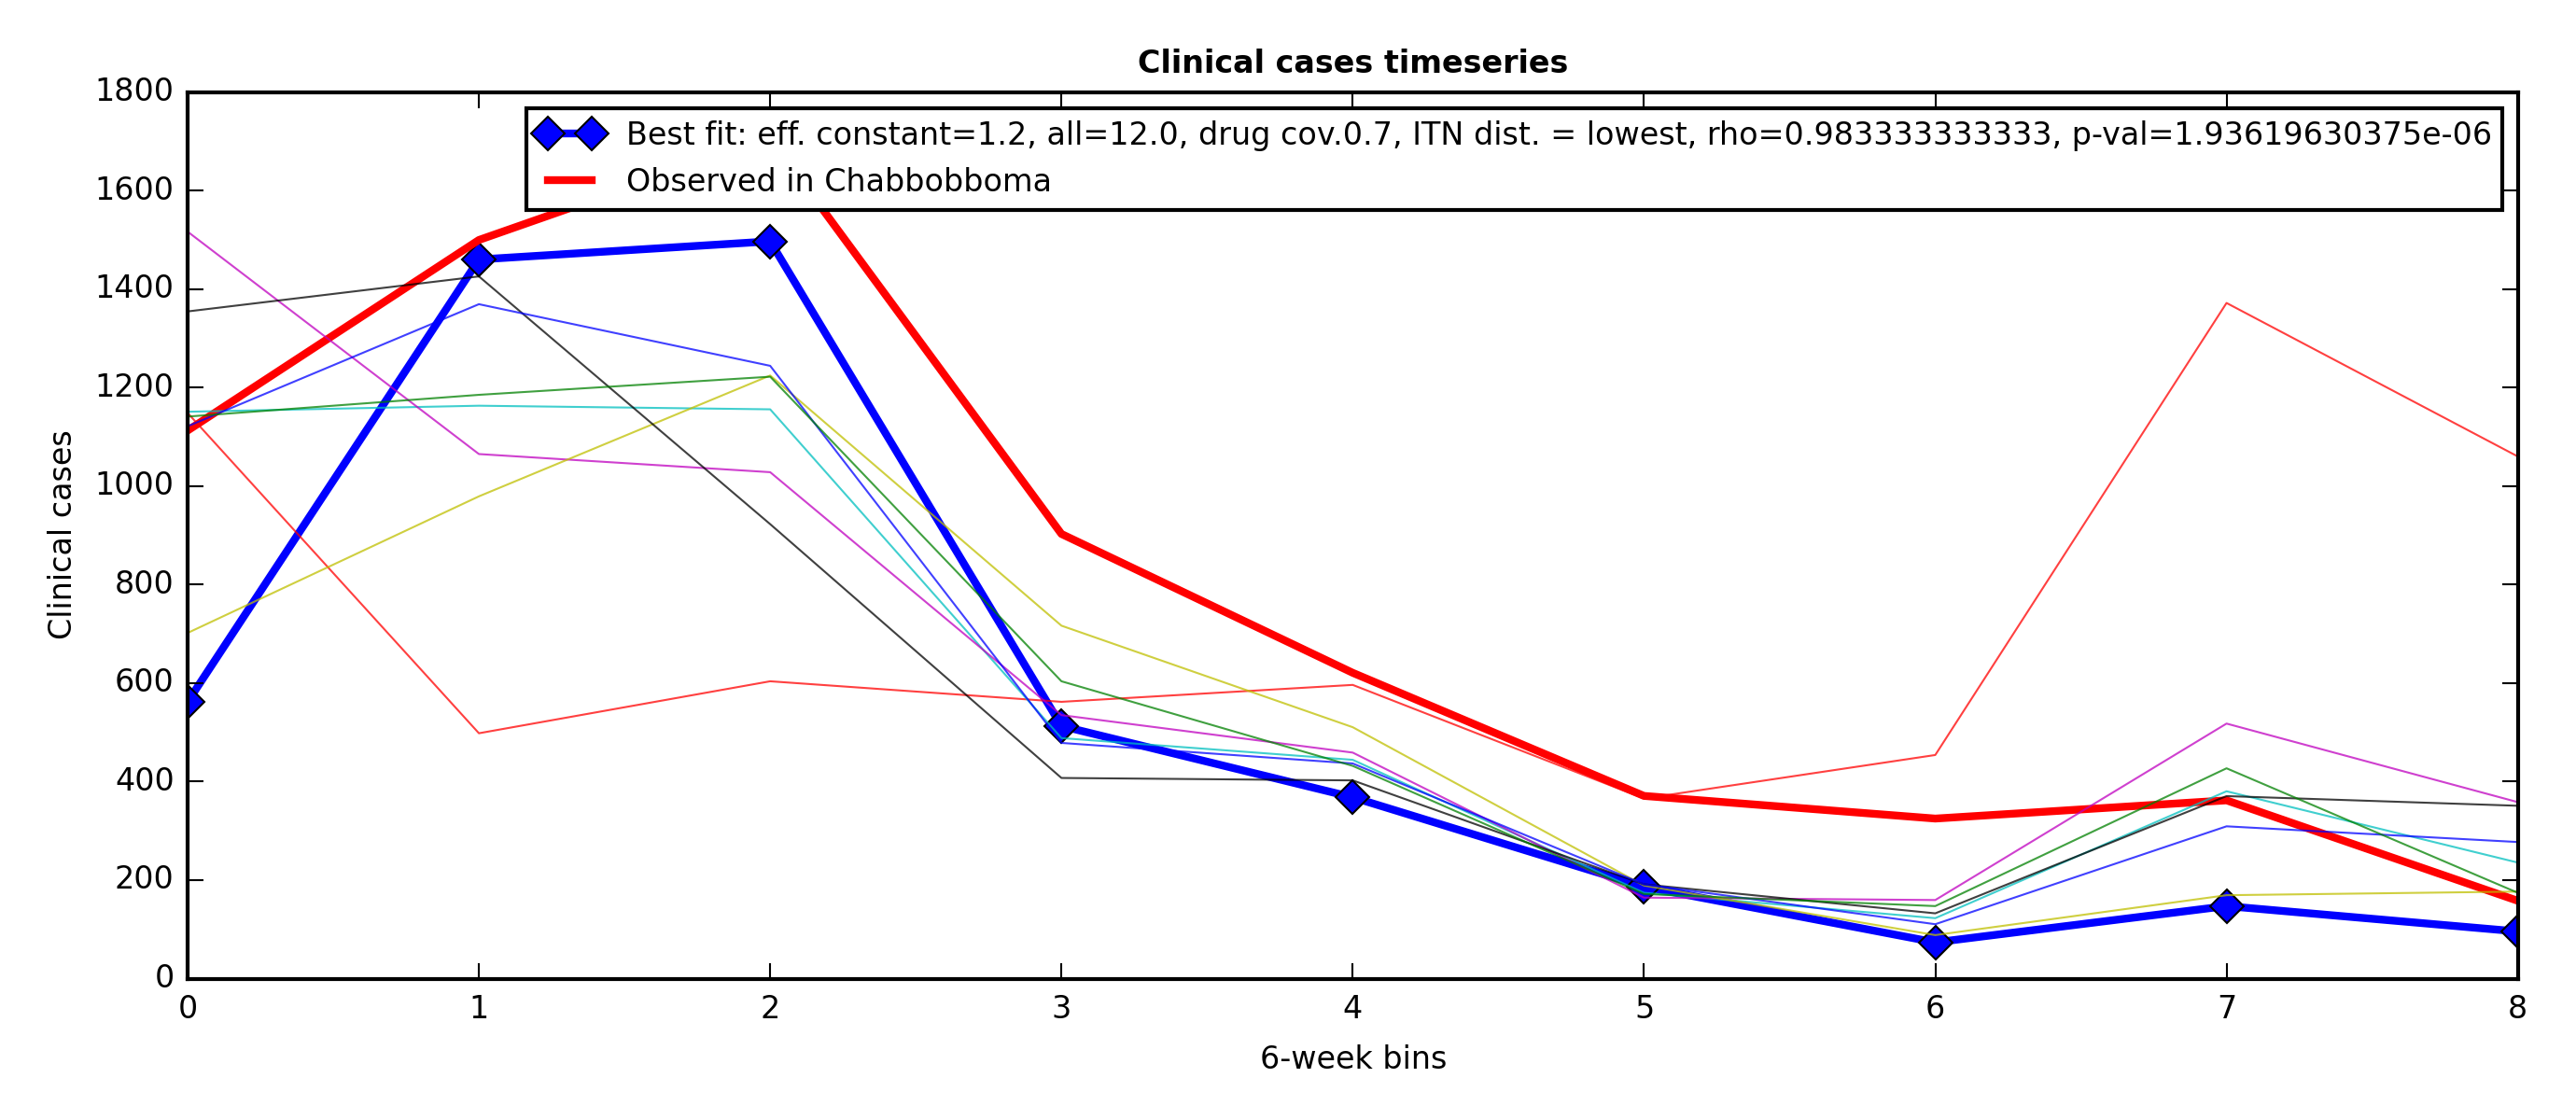 Clinical cases timeseries
Best fit: eff. constant=1.2, all=12.0, drug cov.0.7, ITN dist. = lowest, rho=0.983333333333, p-val=1.93619630375e-06
Observed in Chabbobboma
Clinical cases
1800
1600
1400
1200
1000
800
600
400
200
0
0 1 2 3 4 5 6 7 8
6-week bins